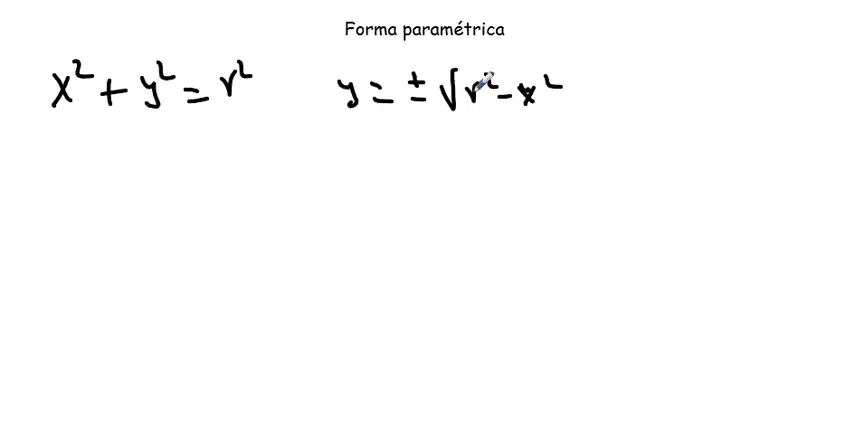 Forma paramétrica
x² + y² = r² y = ± √r² - x²